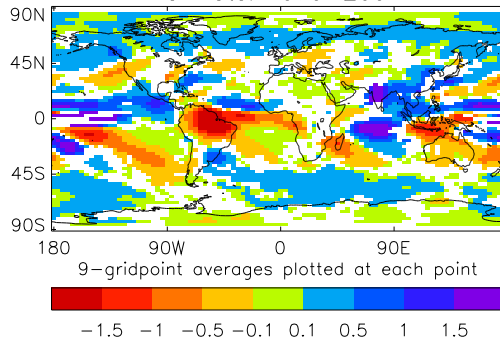 90N
45N
0
45S
90S
180 90W 0 90E
9-gridpoint averages plotted at each point
-1.5 -1 -0.5 -0.1 0.1 0.5 1 1.5